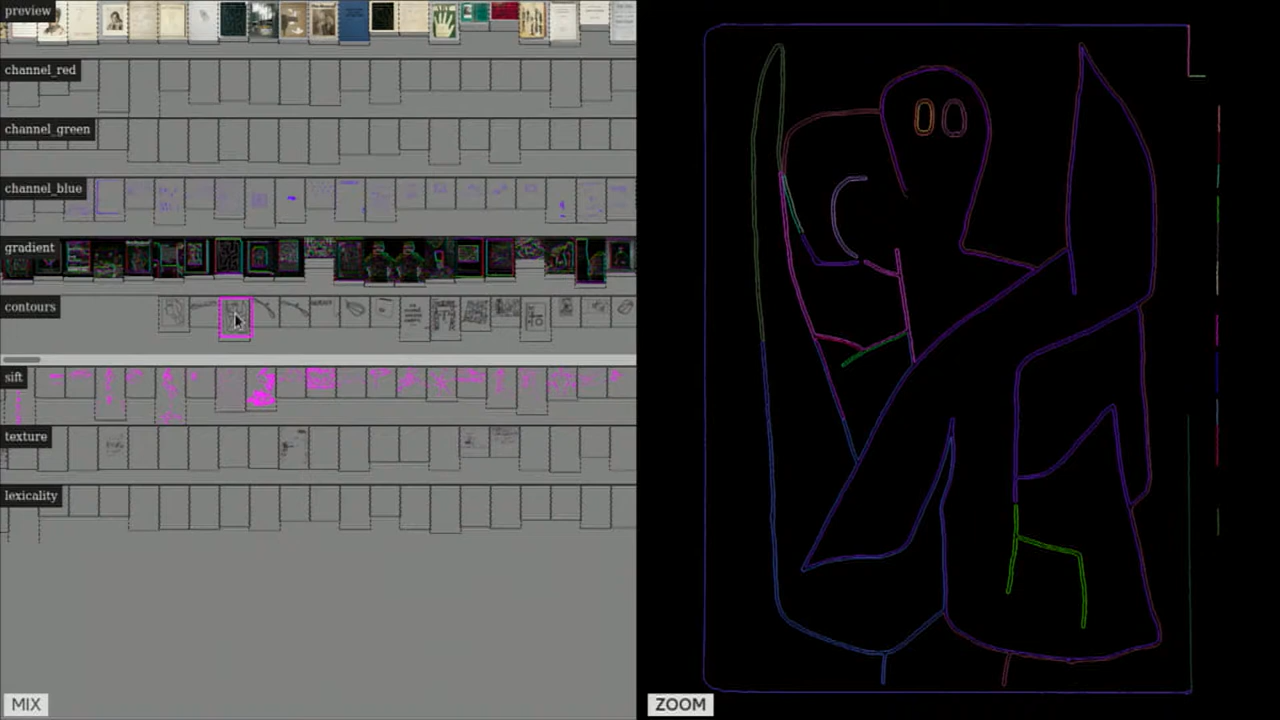 preview
channel_red
channel_green
channel_blue
gradient
contours
sift
texture
lexicality
MIX
ZOOM